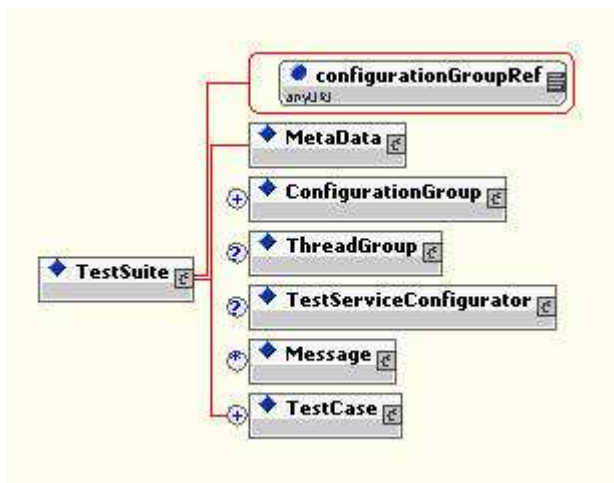 configurationGroupRef
anyURI
MetaData
ConfigurationGroup
ThreadGroup
TestSuite
TestServiceConfigurator
Message
TestCase